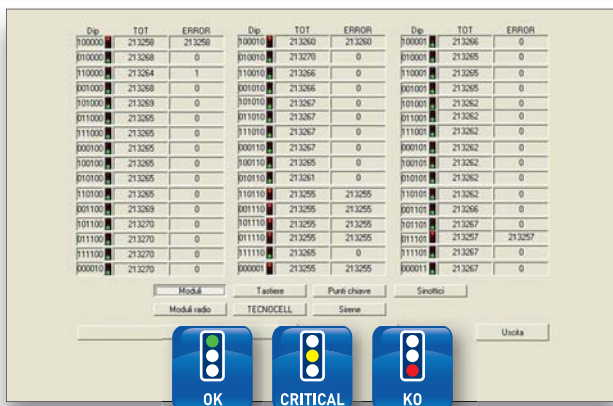 Dip TOT ERROR Dip TOT ERROR Dip TOT ERROR
100000 213258 213258 100010 213260 213260 100001 213266 0
010000 213268 0 010010 213270 0 010001 213265 0
110000 213264 1 110010 213266 0 110001 213265 0
001000 213268 0 001010 213266 0 001001 213265 0
101000 213269 0 101010 213267 0 101001 213262 0
011000 213265 0 011010 213267 0 011001 213262 0
111000 213265 0 111010 213267 0 111001 213262 0
000100 213265 0 000110 213267 0 000101 213262 0
100100 213265 0 100110 213265 0 100101 213262 0
010100 213265 0 010110 213261 0 010101 213262 0
110100 213265 0 110110 213255 213255 110101 213262 0
001100 213269 0 001110 213255 213255 001101 213266 0
101100 213270 0 101110 213255 213255 101101 213267 0
011100 213270 0 011110 213255 213255 011101 213257 213257
111100 213270 0 111110 213265 0 111101 213267 0
000010 213270 0 000001 213255 213255 000011 213267 0
Moduli Tastiere Punti chiave Sinottici
Moduli radio TECNOCELL Sirene
Uscita
OK CRITICAL KO